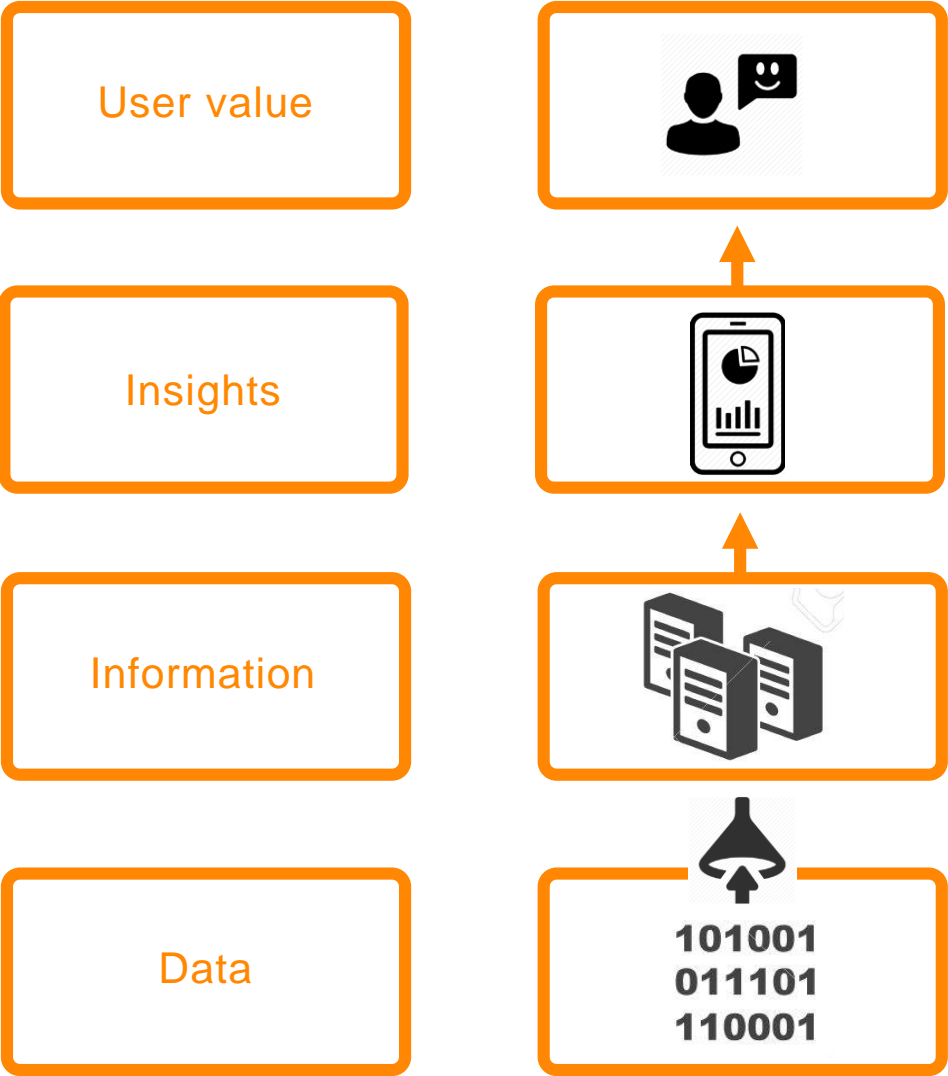 User value
Insights
Information
Data
101001
011101
110001